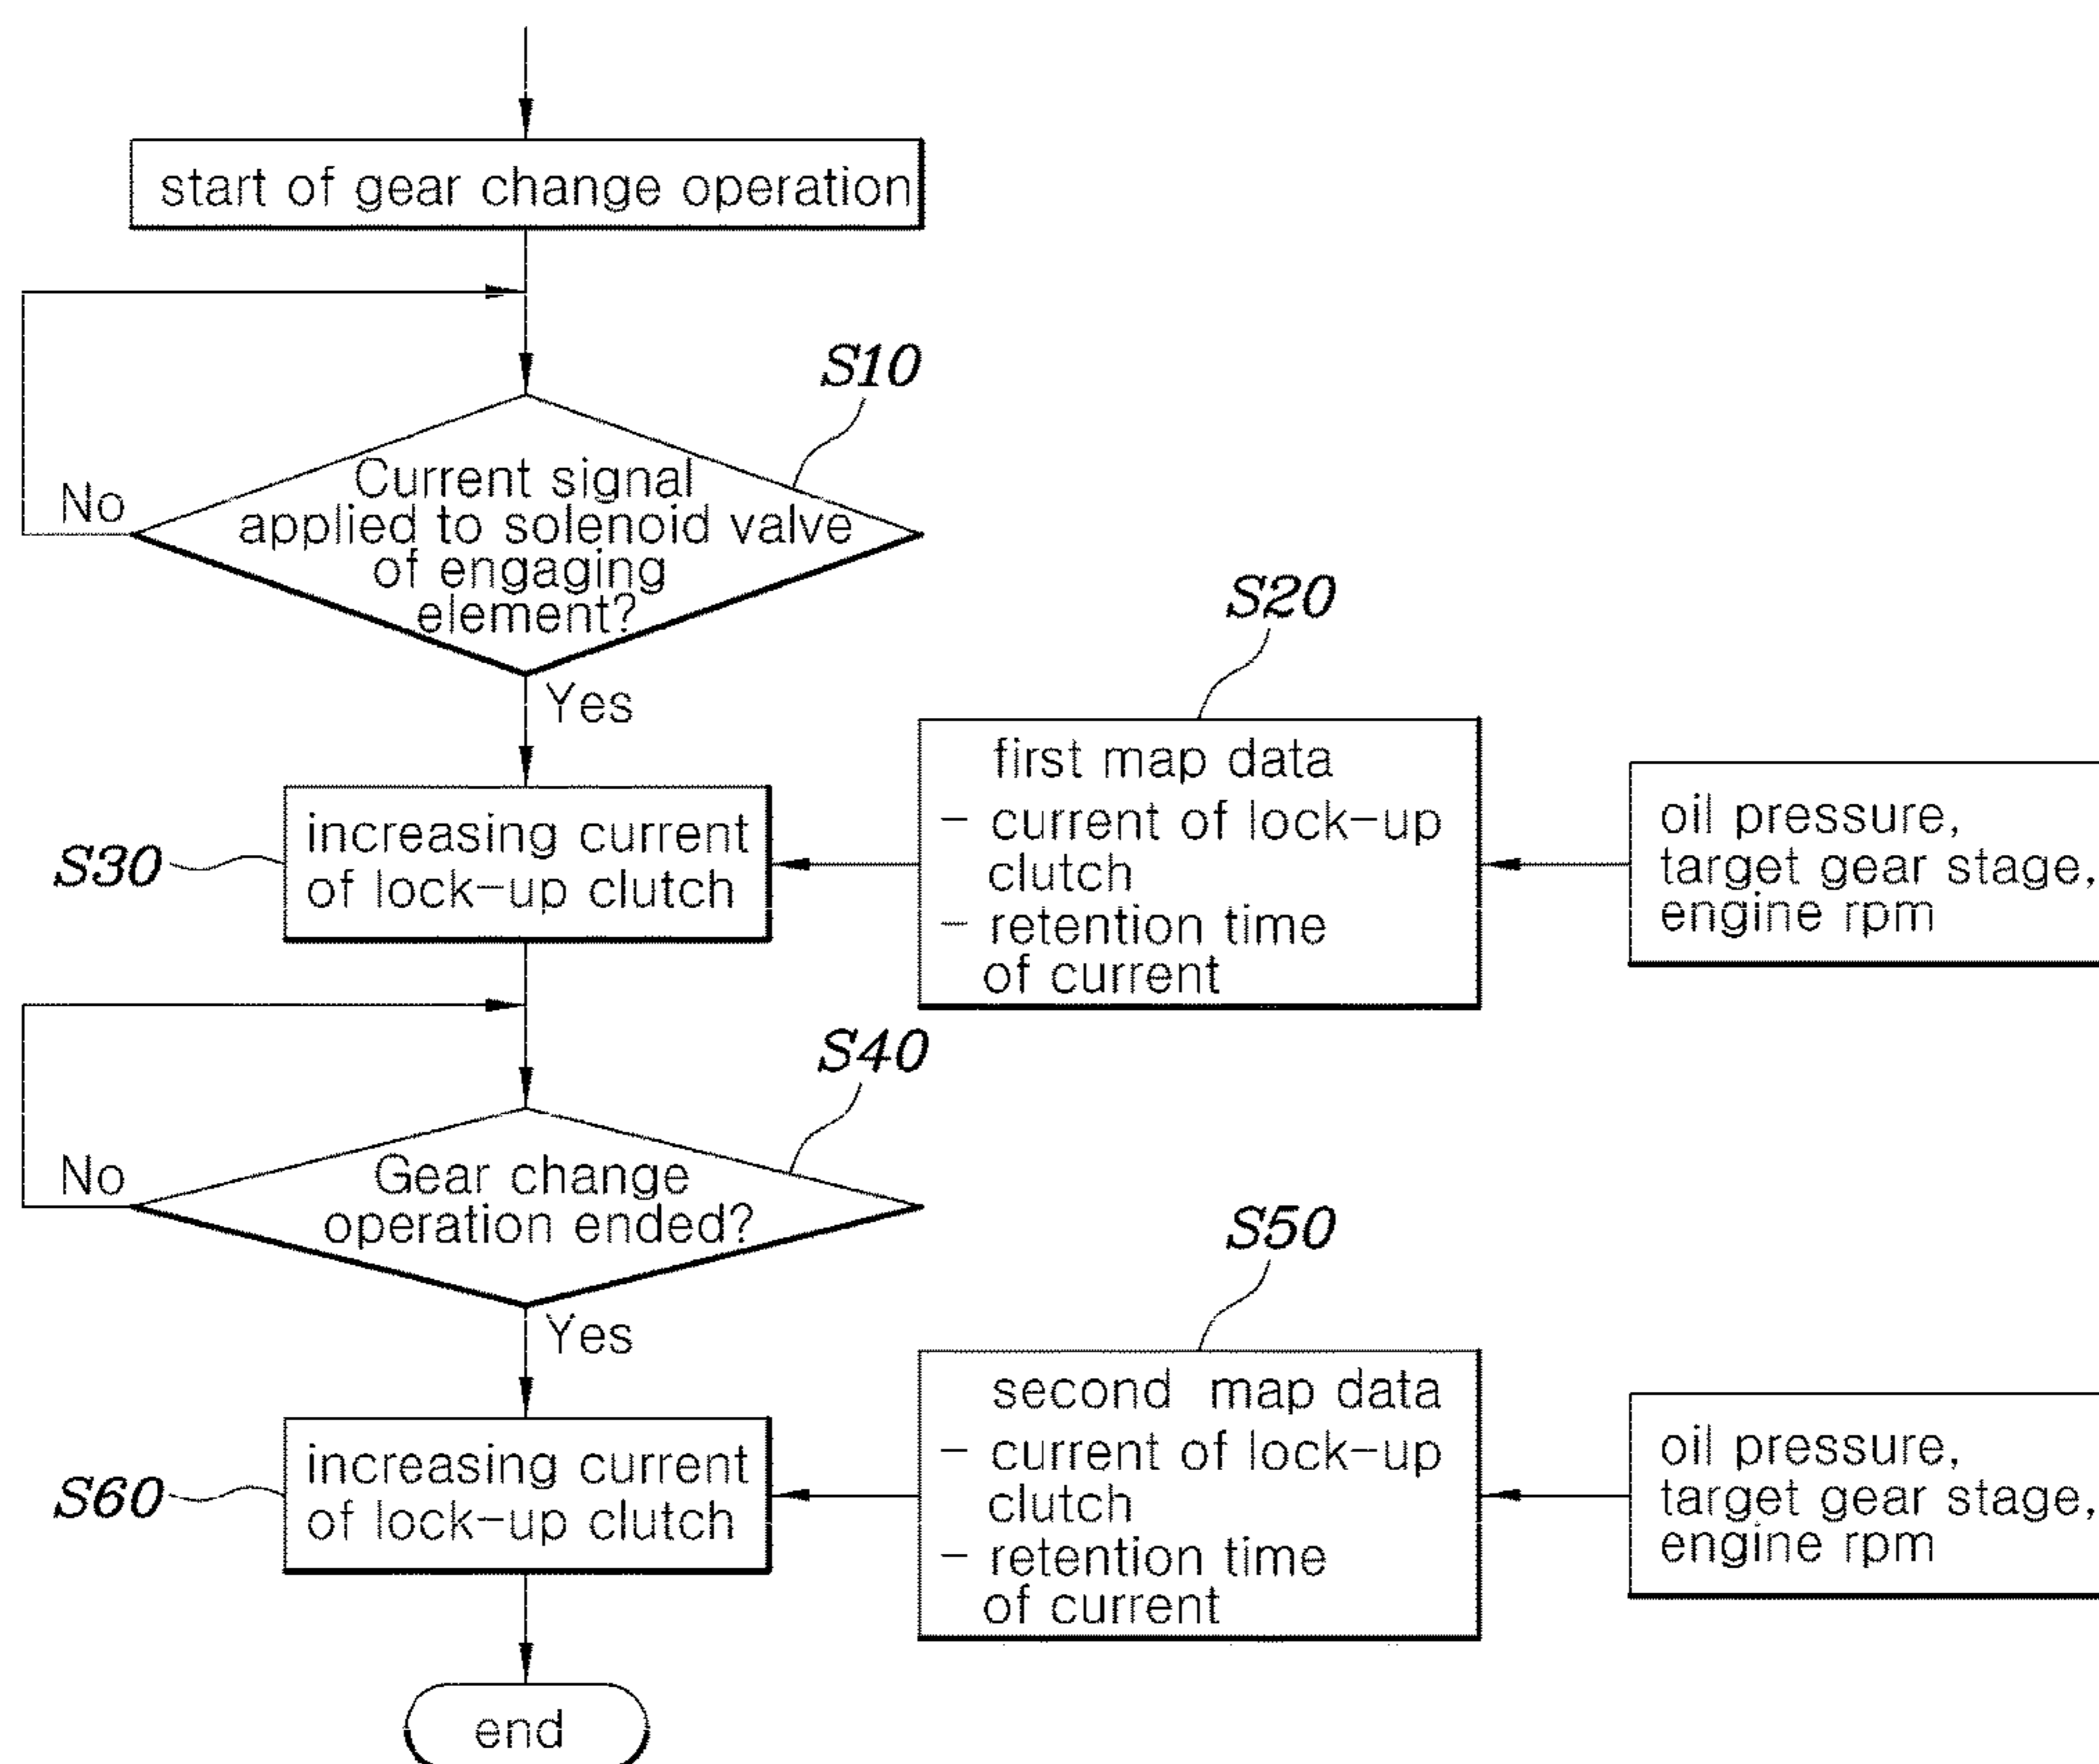 start of gear change operation
S10
Current signal
applied to solenoid valve
of engaging
element?
No
Yes
S20
first map data
- current of lock-up
clutch
- retention time
of current
oil pressure,
target gear stage,
engine rpm
S30
increasing current
of lock-up clutch
S40
Gear change
operation ended?
No
Yes
S50
second map data
- current of lock-up
clutch
- retention time
of current
oil pressure,
target gear stage,
engine rpm
S60
increasing current
of lock-up clutch
end